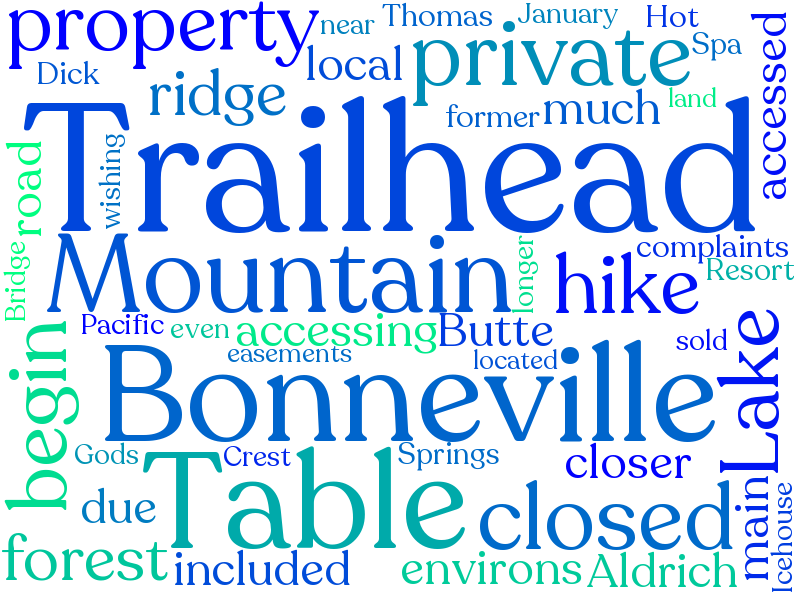 property
near
Thomas
January
Hot
Spa
accessed
Dick
local
private
ridge
former
much
land
Trailhead
road
wishing
Mountain
longer
complaints
Resort
hike
Bridge
Pacific
even
accessing
Butte
sold
easements
located
begin
Bonneville
Lake
Gods
Crest
Springs
closer
Table
closed
due
main
Icehouse
forest
included
environs
Aldrich